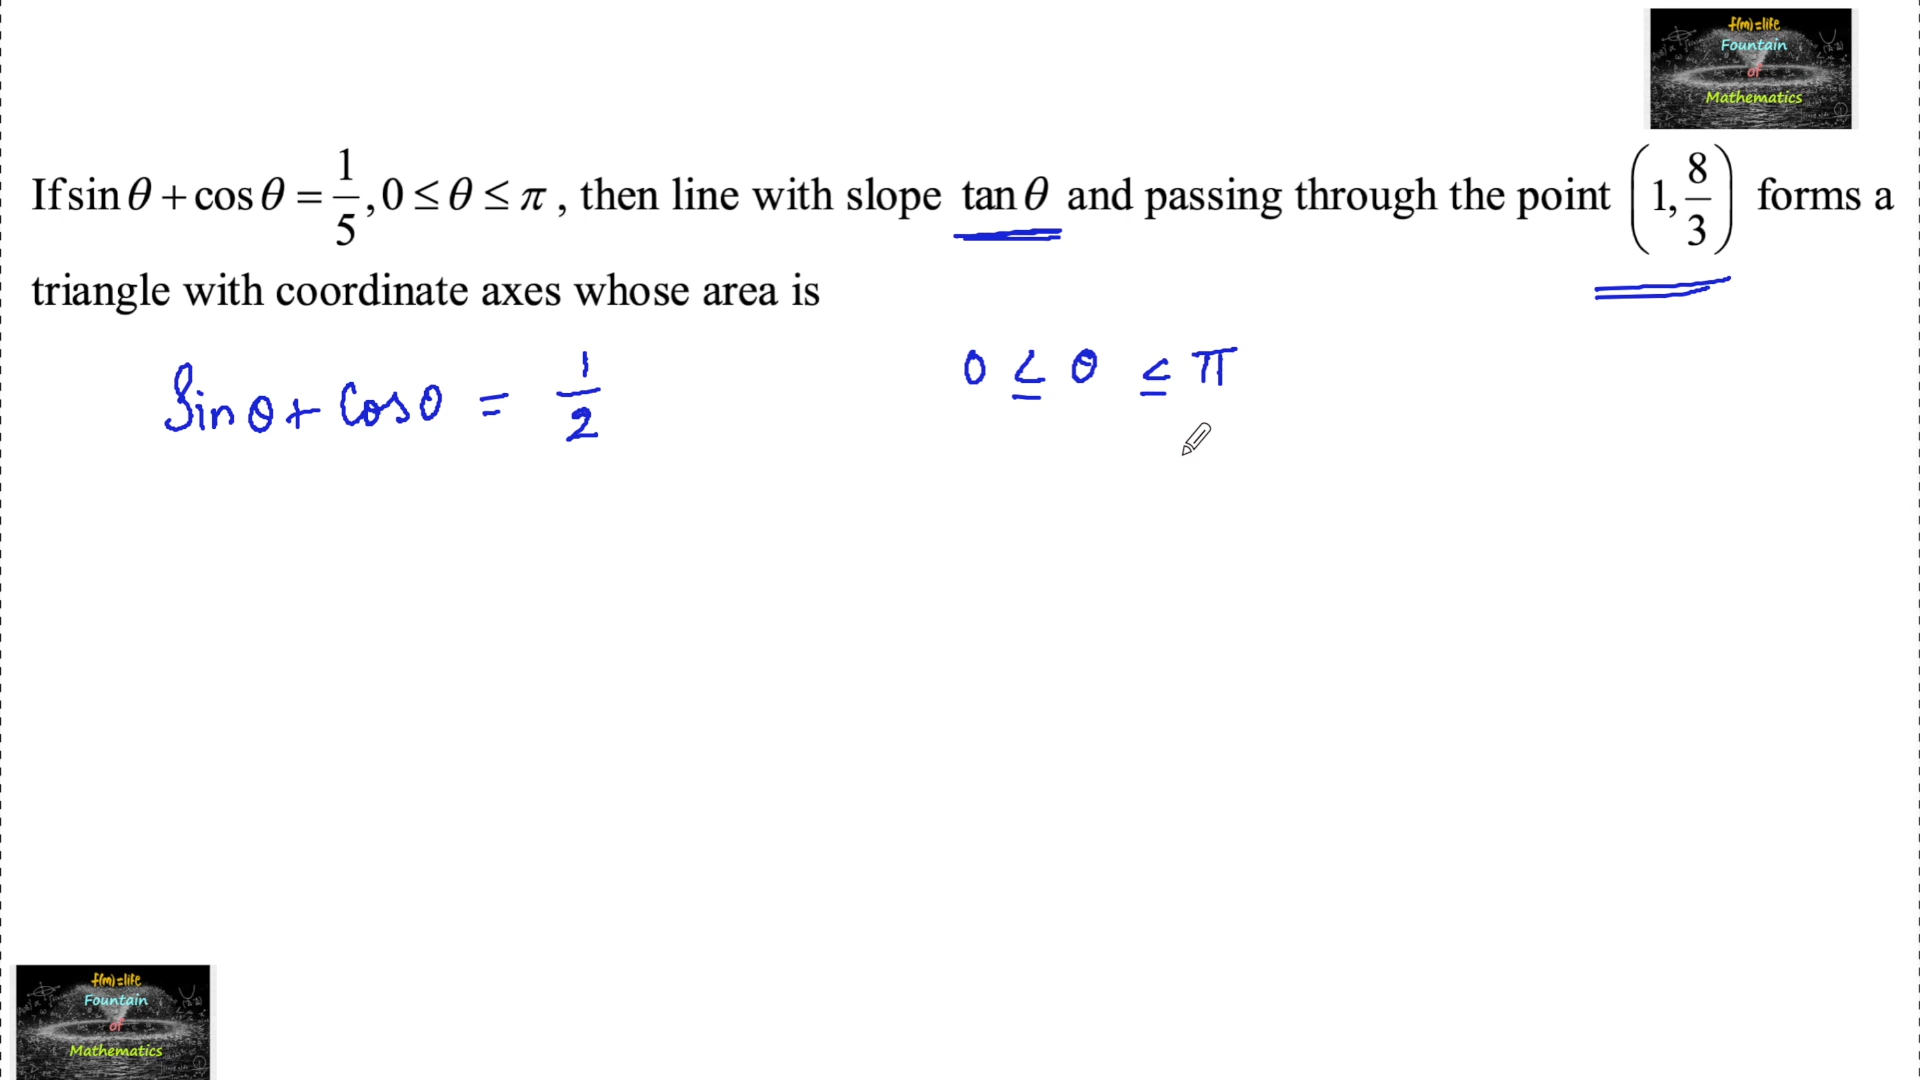 f(m)=life
Fountain
of
Mathematics
If sin θ + cos θ = 1/5, 0 ≤ θ ≤ π, then line with slope tan θ and passing through the point (1, 8/3) forms a
triangle with coordinate axes whose area is
0 ≤ θ ≤ π
Sinθ + Cosθ = 1/2
f(m)=life
Fountain
of
Mathematics